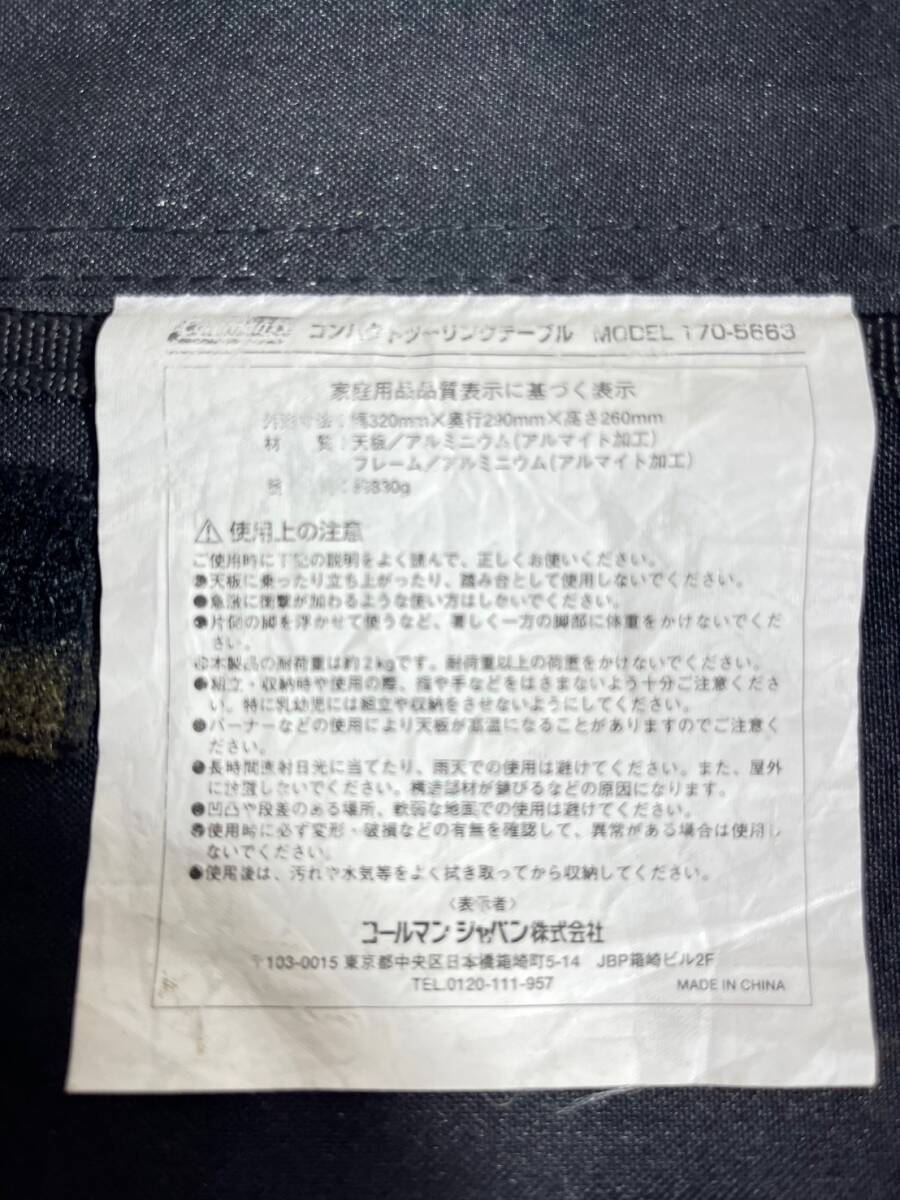 Coleman コンパクトツーリングテーブル MODEL 170-5663
家庭用品品質表示に基づく表示
外形寸法：幅320mm×奥行290mm×高さ260mm
材 質：天板／アルミニウム(アルマイト加工)
フレーム／アルミニウム(アルマイト加工)
：約830g
⚠ 使用上の注意
ご使用時に下記の説明をよく読んで、正しくお使いください。
●天板に乗ったり立ち上がったり、踏み台として使用しないでください。
●急激に衝撃が加わるような使い方はしないでください。
●片側の脚を浮かせて使うなど、著しく一方の脚部に体重をかけないでくだ
さい。
●本製品の耐荷重は約2kgです。耐荷重以上の荷重をかけないでください。
●組立・収納時や使用の際、指や手などをはさまないよう十分ご注意くださ
い。特に乳幼児には組立や収納をさせないようにしてください。
●バーナーなどの使用により天板が高温になることがありますのでご注意く
ださい。
●長時間直射日光に当てたり、雨天での使用は避けてください。また、屋外
に放置しないでください。構造部材が錆びるなどの原因になります。
●凹凸や段差のある場所、軟弱な地面での使用は避けてください。
●使用時に必ず変形・破損などの有無を確認して、異常がある場合は使用し
ないでください。
●使用後は、汚れや水気等をよく拭き取ってから収納してください。
〈表示者〉
コールマン ジャパン株式会社
〒103-0015 東京都中央区日本橋箱崎町5-14 JBP箱崎ビル2F
TEL.0120-111-957
MADE IN CHINA